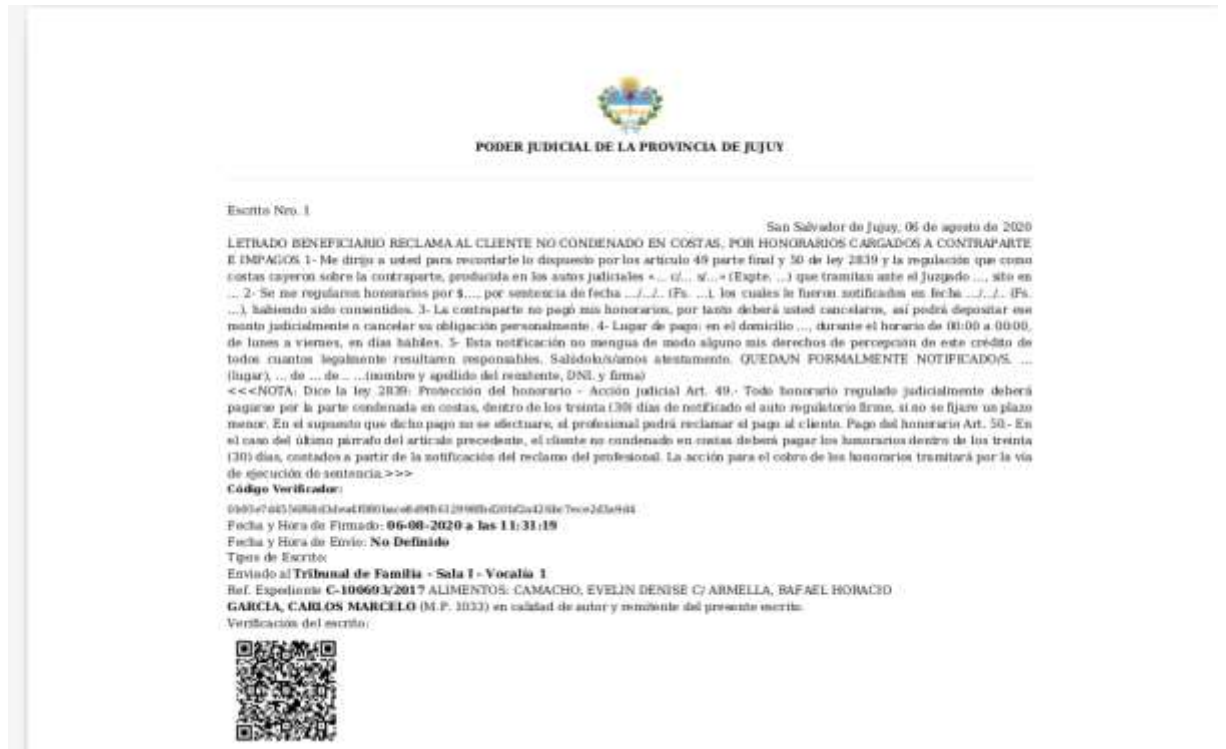 PODER JUDICIAL DE LA PROVINCIA DE JUJUY
Escrito Nro. 1
San Salvador de Jujuy, 06 de agosto de 2020
LETRADO BENEFICIARIO RECLAMA AL CLIENTE NO CONDENADO EN COSTAS, POR HONORARIOS CARGADOS A CONTRAPARTE
E IMPAGOS 1- Me dirijo a usted para recordarle lo dispuesto por los artículo 49 parte final y 50 de ley 2839 y la regulación que como
costas cayeron sobre la contraparte, producida en los autos judiciales «... c/... s/...» (Expte. ...) que tramitan ante el Juzgado ..., sito en
... 2- Se me regularon honorarios por $..., por sentencia de fecha .../.../.. (Fs. ...), los cuales le fueron notificados en fecha .../.../.. (Fs.
...), habiendo sido consentidos. 3- La contraparte no pagó mis honorarios, por tanto deberá usted cancelaros, así podrá depositar ese
monto judicialmente o cancelar su obligación personalmente. 4- Lugar de pago: en el domicilio ..., durante el horario de 00:00 a 00:00,
de lunes a viernes, en días hábiles. 5- Esta notificación no mengua de modo alguno mis derechos de percepción de este crédito de
todos cuantos legalmente resultaren responsables. Salúdolo/s/amos atentamente. QUEDA/N FORMALMENTE NOTIFICADO/S. ...
(lugar), ... de ... de... ...(nombre y apellido del remitente, DNI. y firma)
<<<NOTA: Dice la ley 2839: Protección del honorario - Acción judicial Art. 49.- Todo honorario regulado judicialmente deberá
pagarse por la parte condenada en costas, dentro de los treinta (30) días de notificado el auto regulatorio firme, si no se fijare un plazo
menor. En el supuesto que dicho pago no se efectuare, el profesional podrá reclamar el pago al cliente. Pago del honorario Art. 50.- En
el caso del último párrafo del artículo precedente, el cliente no condenado en costas deberá pagar los honorarios dentro de los treinta
(30) días, contados a partir de la notificación del reclamo del profesional. La acción para el cobro de los honorarios tramitará por la vía
de ejecución de sentencia.>>>
Código Verificador:
Fecha y Hora de Firmado: 06-08-2020 a las 11:31:19
Fecha y Hora de Envio: No Definido
Tipos de Escrito:
Enviado al Tribunal de Familia - Sala I - Vocalía 1
Ref. Expediente C-100693/2017 ALIMENTOS: CAMACHO, EVELIN DENISE C/ ARMELLA, RAFAEL HORACIO
GARCIA, CARLOS MARCELO (M.P. 1033) en calidad de autor y remitente del presente escrito.
Verificación del escrito: